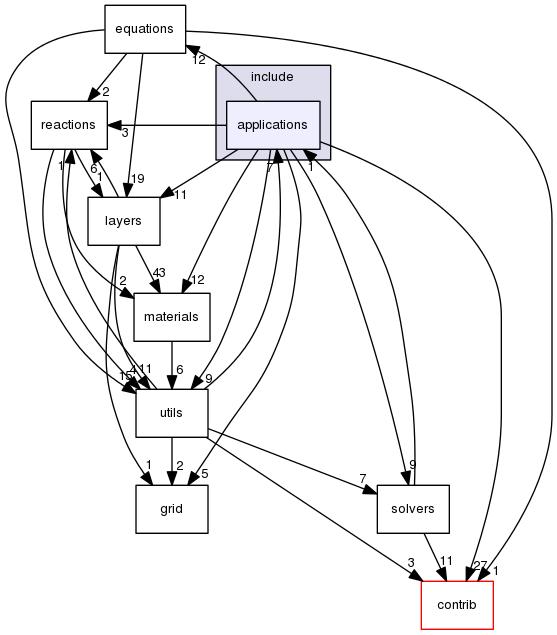 equations
12
include
2
reactions
applications
3
1
6
1
7
1
19
11
layers
43
2
12
materials
6
15
4
11
9
utils
1
2
5
7
9
grid
solvers
3
11
27
1
contrib